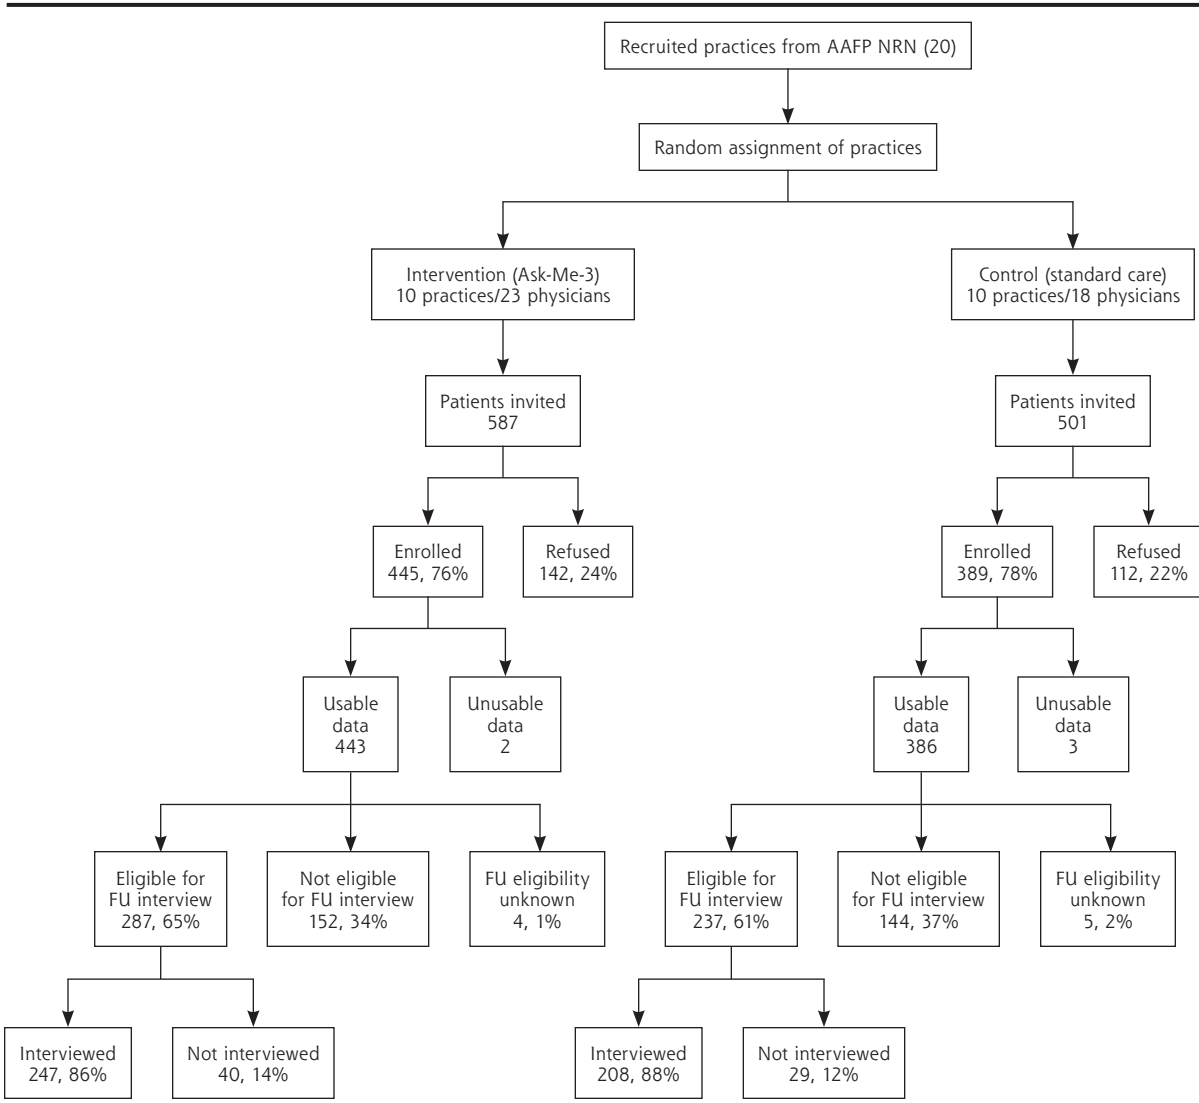 Recruited practices from AAFP NRN (20)
Random assignment of practices
Intervention (Ask-Me-3)
10 practices/23 physicians
Control (standard care)
10 practices/18 physicians
Patients invited
587
Patients invited
501
Enrolled
445, 76%
Refused
142, 24%
Enrolled
389, 78%
Refused
112, 22%
Usable
data
443
Unusable
data
2
Usable
data
386
Unusable
data
3
Eligible for
FU interview
287, 65%
Not eligible
for FU interview
152, 34%
FU eligibility
unknown
4, 1%
Eligible for
FU interview
237, 61%
Not eligible
for FU interview
144, 37%
FU eligibility
unknown
5, 2%
Interviewed
247, 86%
Not interviewed
40, 14%
Interviewed
208, 88%
Not interviewed
29, 12%